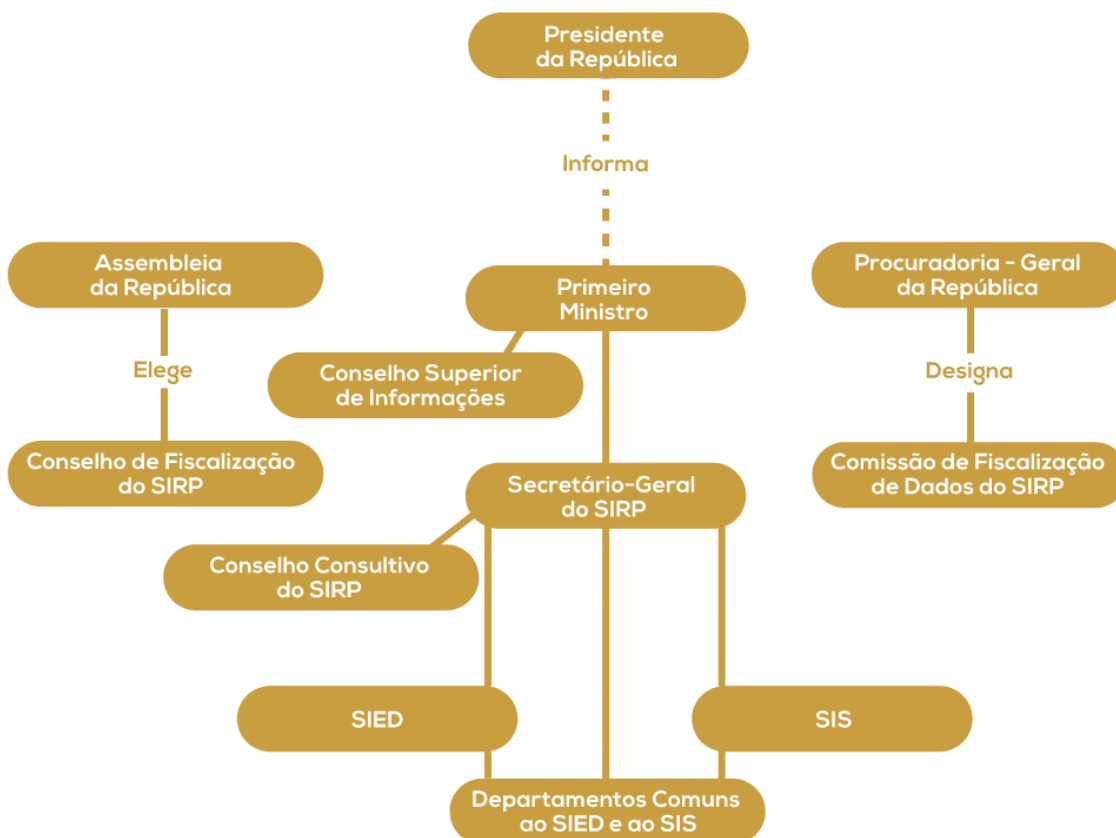 Presidente
da República
Informa
Assembleia
da República
Primeiro
Ministro
Procuradoria - Geral
da República
Elege
Conselho Superior
de Informações
Designa
Conselho de Fiscalização
do SIRP
Secretário-Geral
do SIRP
Comissão de Fiscalização
de Dados do SIRP
Conselho Consultivo
do SIRP
SIED
SIS
Departamentos Comuns
ao SIED e ao SIS